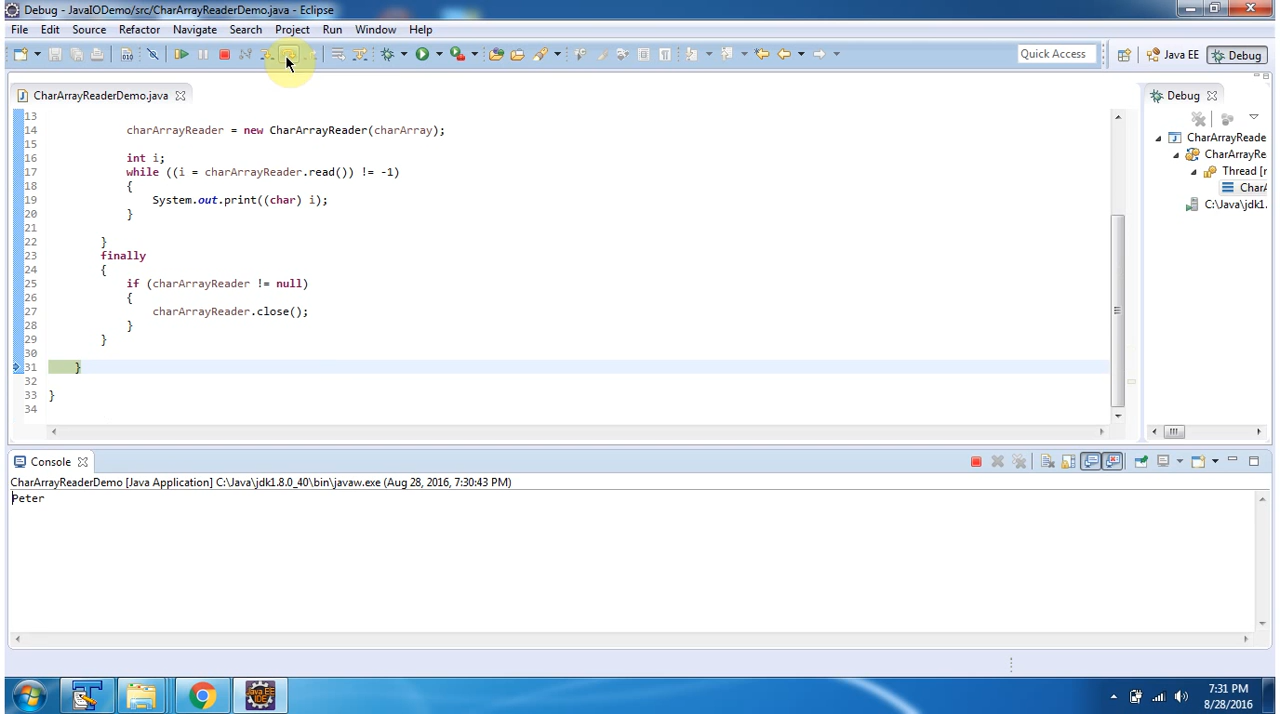 Debug - JavaIODemo/src/CharArrayReaderDemo.java - Eclipse
File Edit Source Refactor Navigate Search Project Run Window Help
Quick Access Java EE Debug
CharArrayReaderDemo.java
Debug
13
14 charArrayReader = new CharArrayReader(charArray);
15
16 int i;
17 while ((i = charArrayReader.read()) != -1)
18 {
19 System.out.print((char) i);
20 }
21
22 }
23 finally
24 {
25 if (charArrayReader != null)
26 {
27 charArrayReader.close();
28 }
29 }
30
31 }
32
33 }
34
CharArrayReade
CharArrayRe
Thread [r
CharA
C:\Java\jdk1.
Console
CharArrayReaderDemo [Java Application] C:\Java\jdk1.8.0_40\bin\javaw.exe (Aug 28, 2016, 7:30:43 PM)
Peter
Java EE
IDE
7:31 PM
8/28/2016